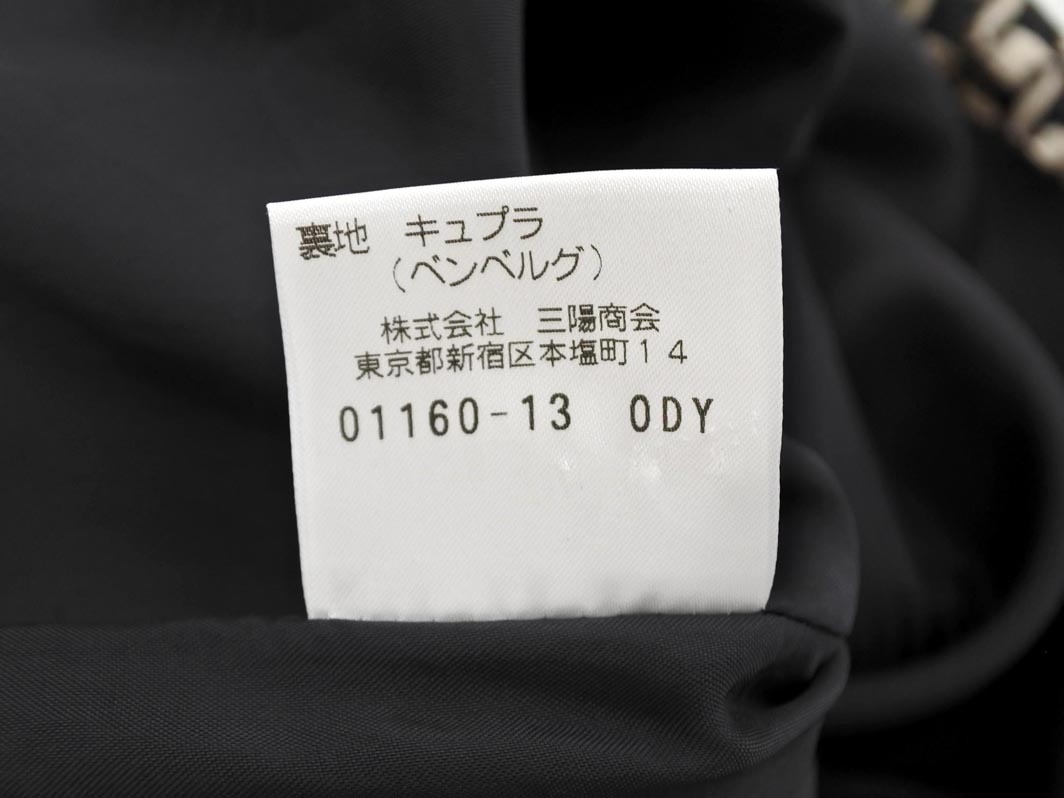 裏地　キュプラ
（ベンベルグ）
株式会社　三陽商会
東京都新宿区本塩町１４
01160-13　0DY